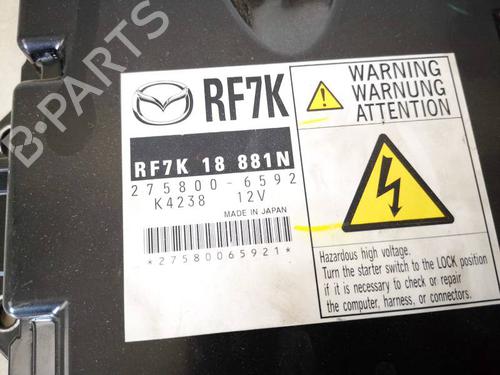 B-PARTS
RF7K
RF7K 18 881N
275800-6592
K4238 12V
MADE IN JAPAN
*27580065921*
WARNING
WARNUNG
ATTENTION
Hazardous high voltage.
Turn the starter switch to the LOCK position
if it is necessary to check or repair
the computer, harness, or connectors.